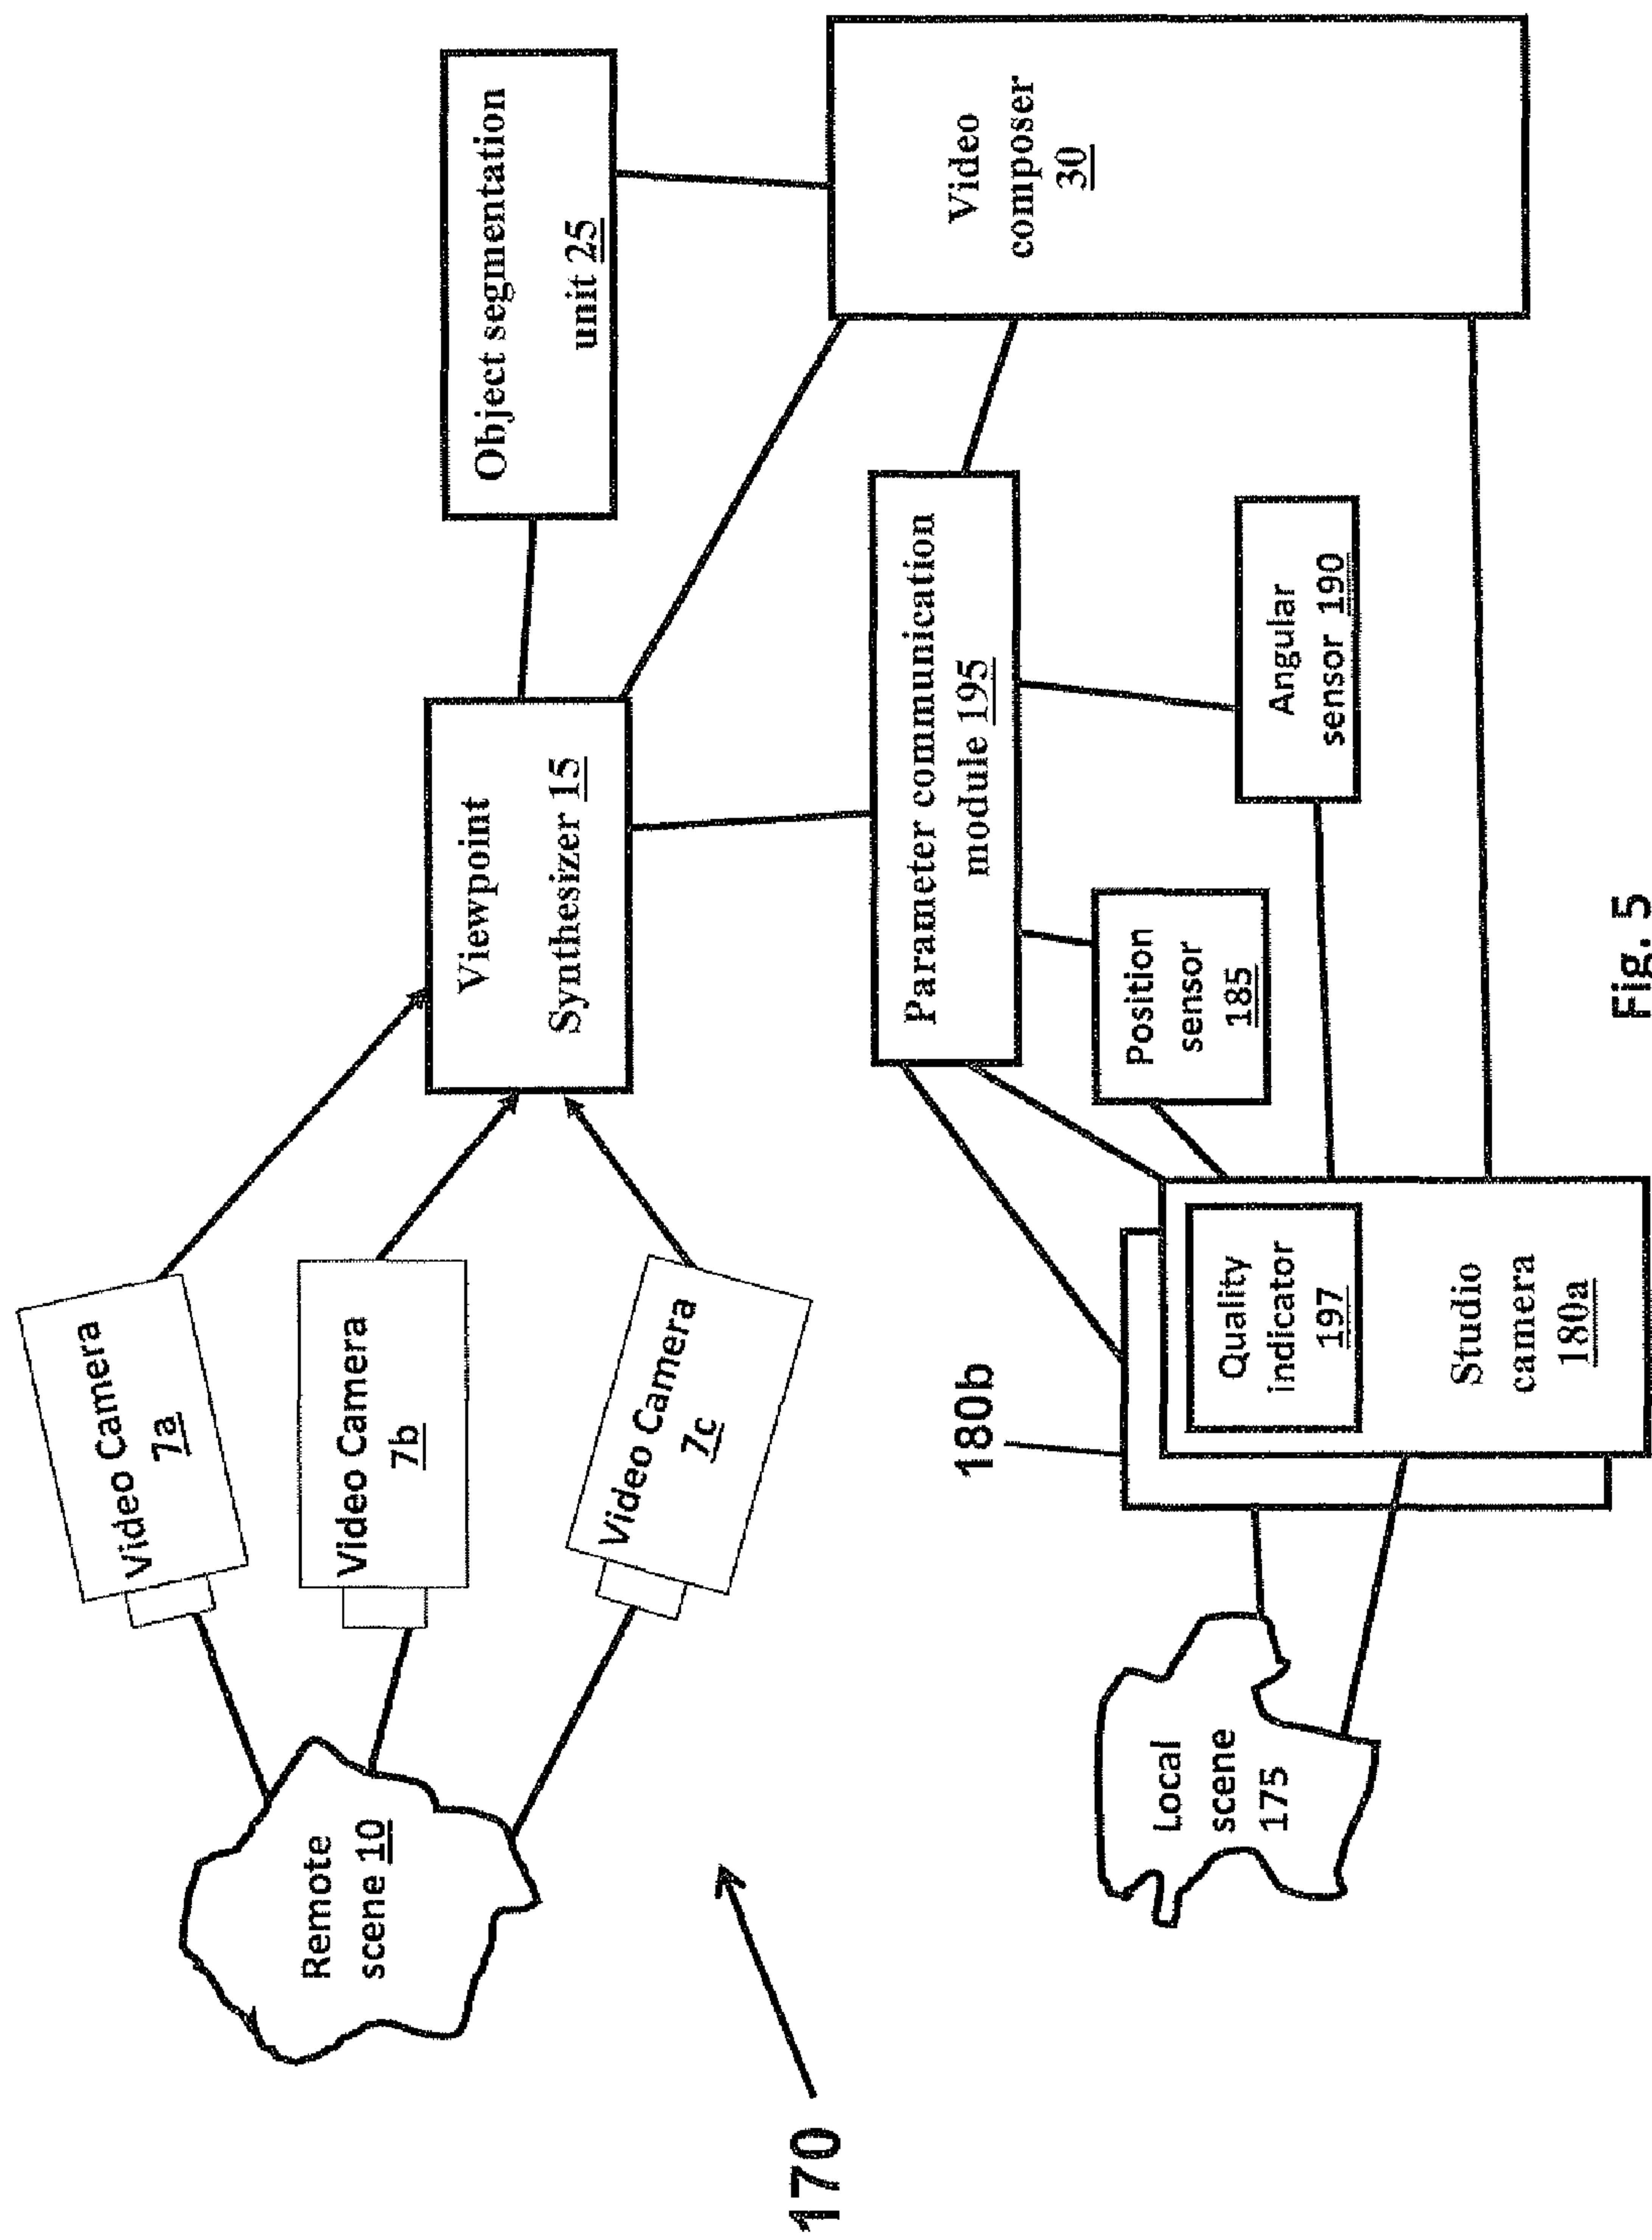 170
Remote
scene 10
Video Camera
7a
Video Camera
7b
Video Camera
7c
Viewpoint
Synthesizer 15
Object segmentation
unit 25
Local
scene
175
180b
Quality
indicator
197
Studio
camera
180a
Position
sensor
185
Parameter communication
module 195
Angular
sensor 190
Video
composer
30
Fig. 5